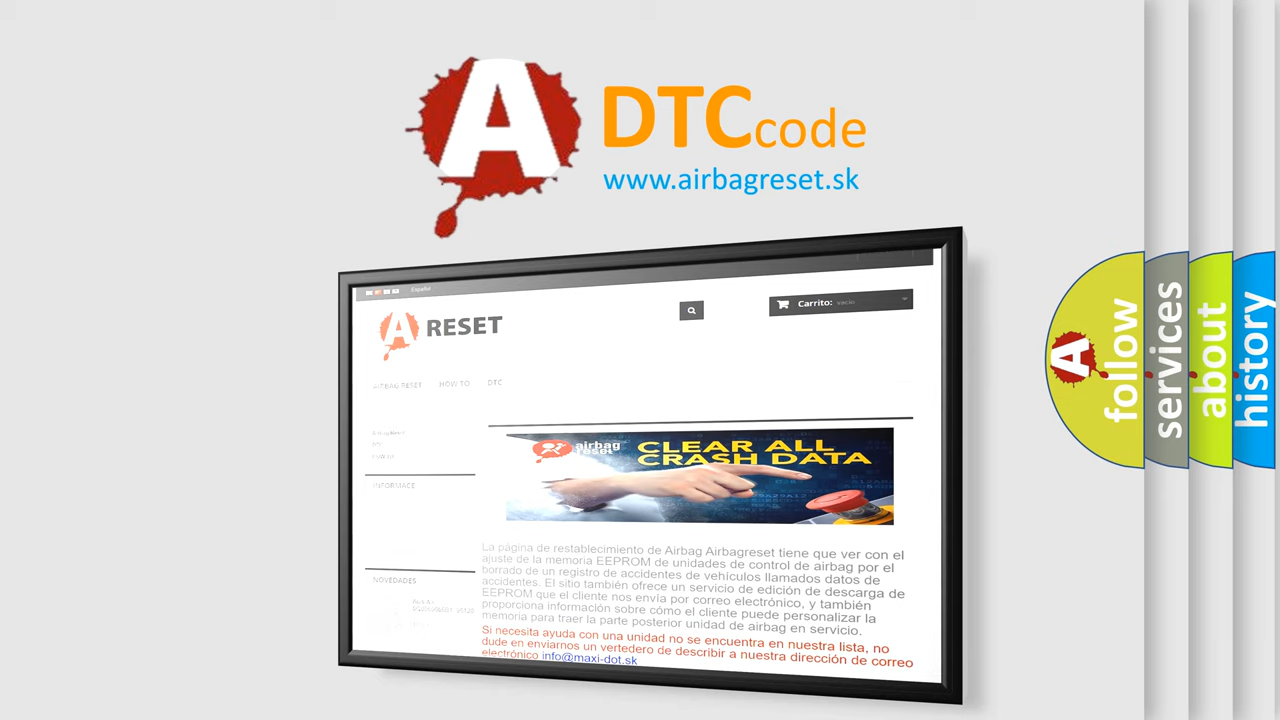 A
DTCcode
www.airbagreset.sk
Español
A RESET
Carrito: vacío
AIRBAG RESET HOW TO DTC
INFORMACE
NOVEDADES
airbag
reset
CLEAR ALL
CRASH DATA
La página de restablecimiento de Airbag Airbagreset tiene que ver con el
ajuste de la memoria EEPROM de unidades de control de airbag por el
borrado de un registro de accidentes de vehículos llamados datos de
accidentes. El sitio también ofrece un servicio de edición de descarga de
EEPROM que el cliente nos envía por correo electrónico, y también
proporciona información sobre cómo el cliente puede personalizar la
memoria para traer la parte posterior unidad de airbag en servicio.
Si necesita ayuda con una unidad no se encuentra en nuestra lista, no
dude en enviarnos un vertedero de describir a nuestra dirección de correo
electrónico info@maxi-dot.sk
A
follow
services
about
history